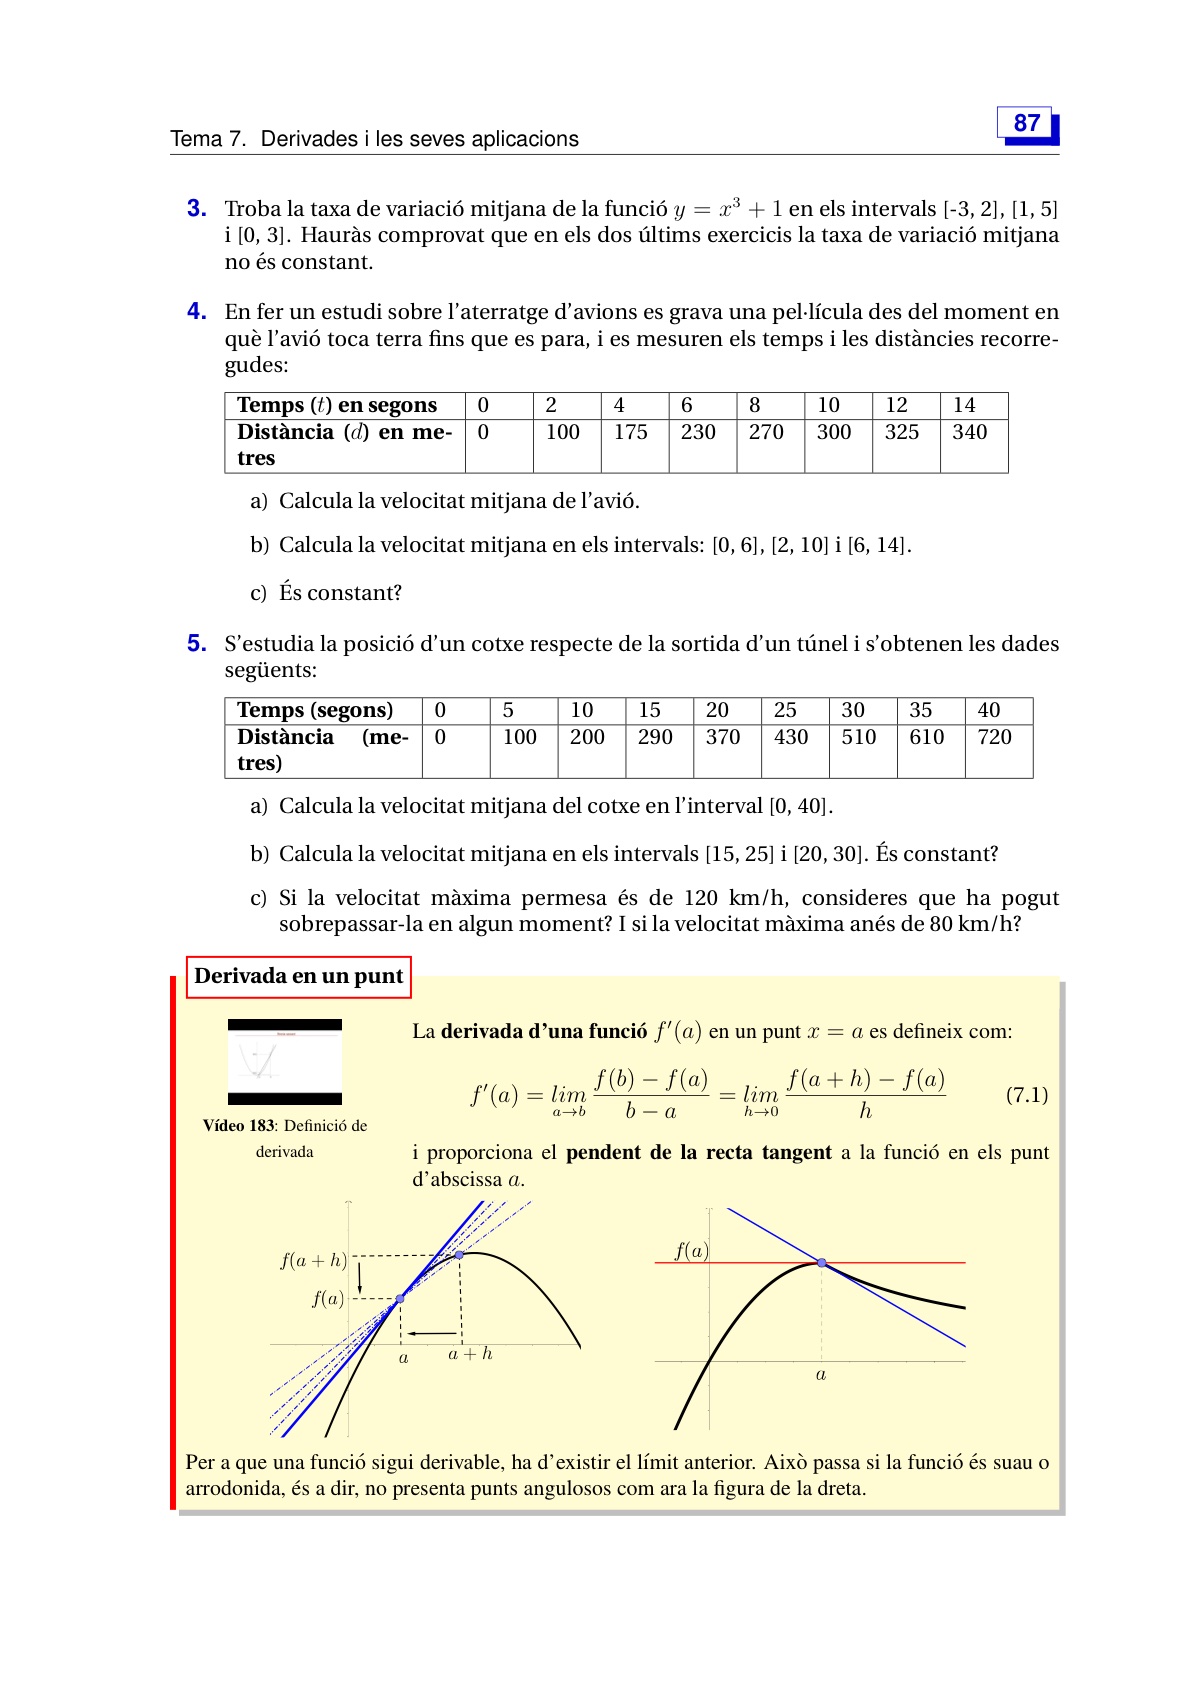 Tema 7. Derivades i les seves aplicacions
87
3. Troba la taxa de variació mitjana de la funció y = x³ + 1 en els intervals [-3, 2], [1, 5]
i [0, 3]. Hauràs comprovat que en els dos últims exercicis la taxa de variació mitjana
no és constant.
4. En fer un estudi sobre l'aterratge d'avions es grava una pel·lícula des del moment en
què l'avió toca terra fins que es para, i es mesuren els temps i les distàncies recorre-
gudes:
Temps (t) en segons 0 2 4 6 8 10 12 14
Distància (d) en me- 0 100 175 230 270 300 325 340
tres
a) Calcula la velocitat mitjana de l'avió.
b) Calcula la velocitat mitjana en els intervals: [0, 6], [2, 10] i [6, 14].
c) És constant?
5. S'estudia la posició d'un cotxe respecte de la sortida d'un túnel i s'obtenen les dades
següents:
Temps (segons) 0 5 10 15 20 25 30 35 40
Distància (me- 0 100 200 290 370 430 510 610 720
tres)
a) Calcula la velocitat mitjana del cotxe en l'interval [0, 40].
b) Calcula la velocitat mitjana en els intervals [15, 25] i [20, 30]. És constant?
c) Si la velocitat màxima permesa és de 120 km/h, consideres que ha pogut
sobrepassar-la en algun moment? I si la velocitat màxima anés de 80 km/h?
Derivada en un punt
La derivada d'una funció f′(a) en un punt x = a es defineix com:
f′(a) = lim a→b (f(b) − f(a))/(b − a) = lim h→0 (f(a + h) − f(a))/h (7.1)
Vídeo 183: Definició de
derivada
i proporciona el pendent de la recta tangent a la funció en els punt
d'abscissa a.
f(a + h)
f(a)
a
a + h
f(a)
a
Per a que una funció sigui derivable, ha d'existir el límit anterior. Això passa si la funció és suau o
arrodonida, és a dir, no presenta punts angulosos com ara la figura de la dreta.